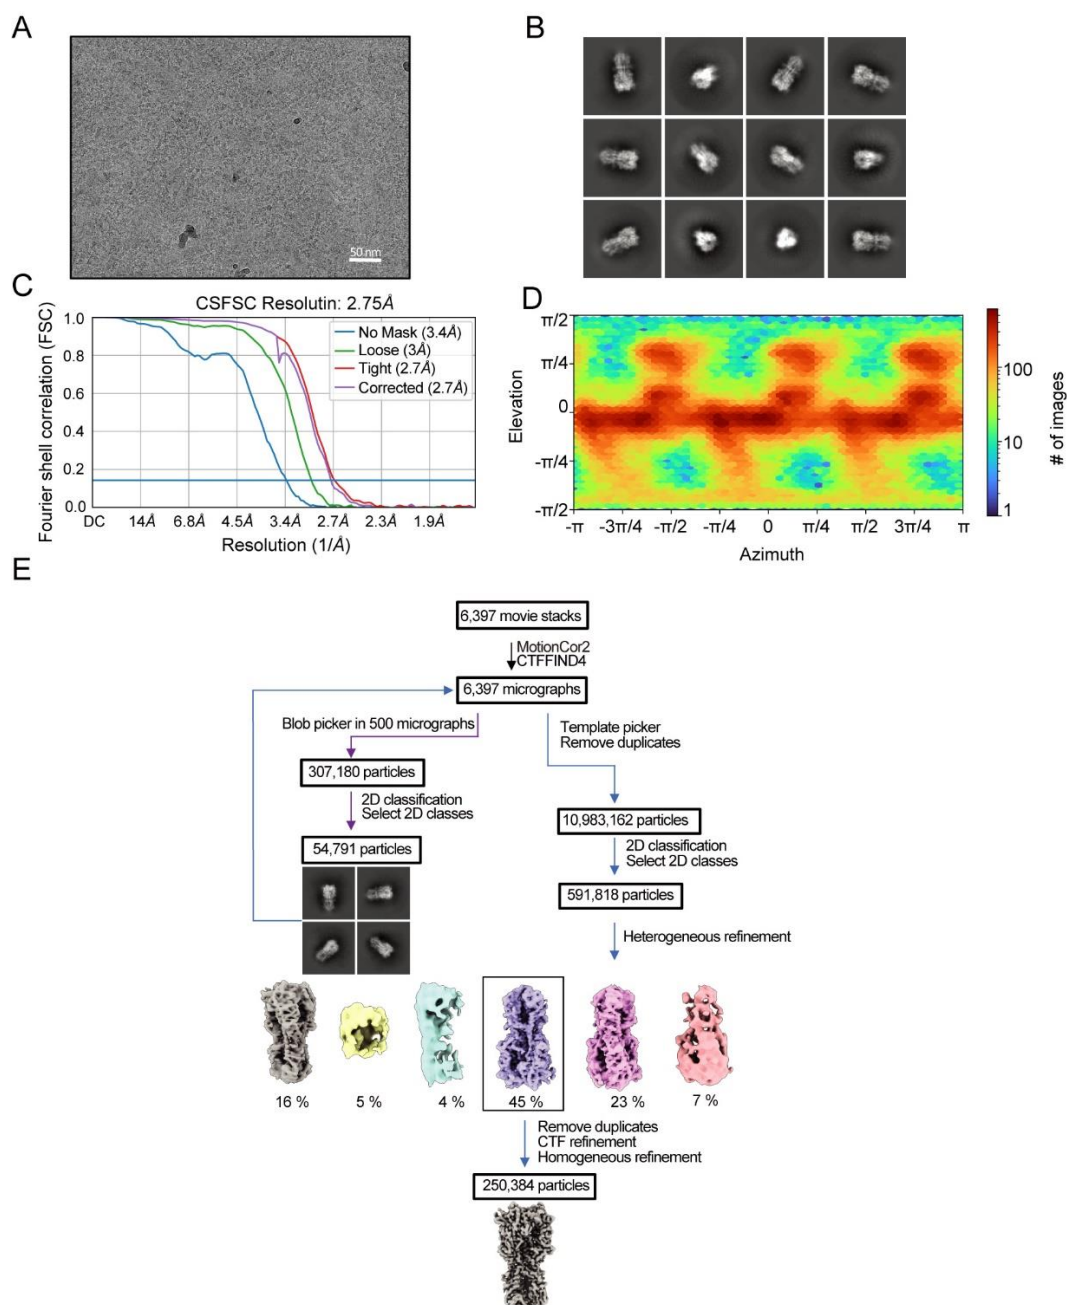 A
50 nm
B
C
CSFSC Resolutin: 2.75Å
Fourier shell correlation (FSC)
1.0
0.8
0.6
0.4
0.2
0.0
No Mask (3.4Å)
Loose (3Å)
Tight (2.7Å)
Corrected (2.7Å)
DC 14Å 6.8Å 4.5Å 3.4Å 2.7Å 2.3Å 1.9Å
Resolution (1/Å)
D
Elevation
π/2
π/4
0
-π/4
-π/2
-π -3π/4 -π/2 -π/4 0 π/4 π/2 3π/4 π
Azimuth
100
10
1
# of images
E
6,397 movie stacks
MotionCor2
CTFFIND4
6,397 micrographs
Blob picker in 500 micrographs
Template picker
Remove duplicates
307,180 particles
2D classification
Select 2D classes
10,983,162 particles
54,791 particles
2D classification
Select 2D classes
591,818 particles
Heterogeneous refinement
16 % 5 % 4 % 45 % 23 % 7 %
Remove duplicates
CTF refinement
Homogeneous refinement
250,384 particles